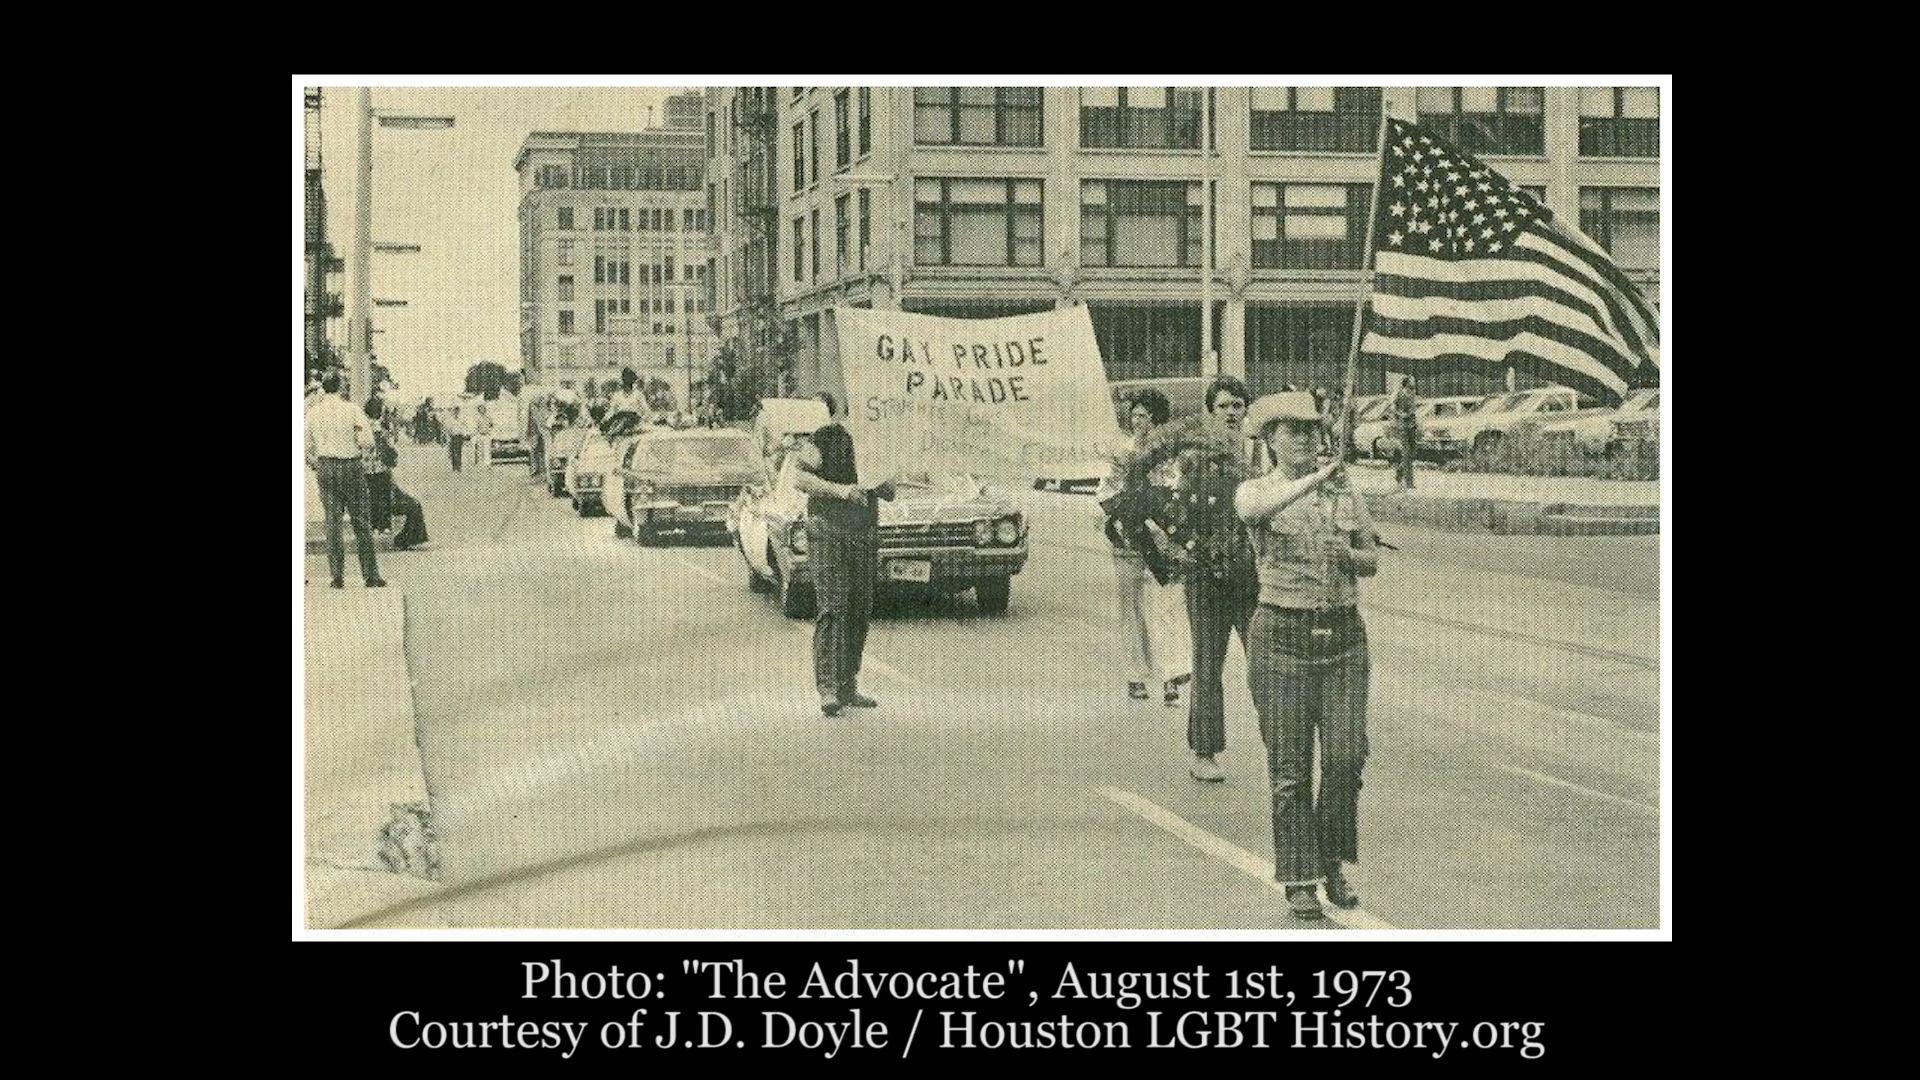 GAY PRIDE
PARADE
Photo: "The Advocate", August 1st, 1973
Courtesy of J.D. Doyle / Houston LGBT History.org